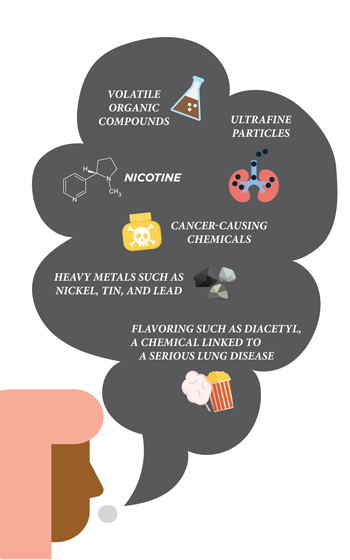 VOLATILE
ORGANIC
COMPOUNDS
ULTRAFINE
PARTICLES
H
N
CH3
N
NICOTINE
CANCER-CAUSING
CHEMICALS
HEAVY METALS SUCH AS
NICKEL, TIN, AND LEAD
FLAVORING SUCH AS DIACETYL,
A CHEMICAL LINKED TO
A SERIOUS LUNG DISEASE